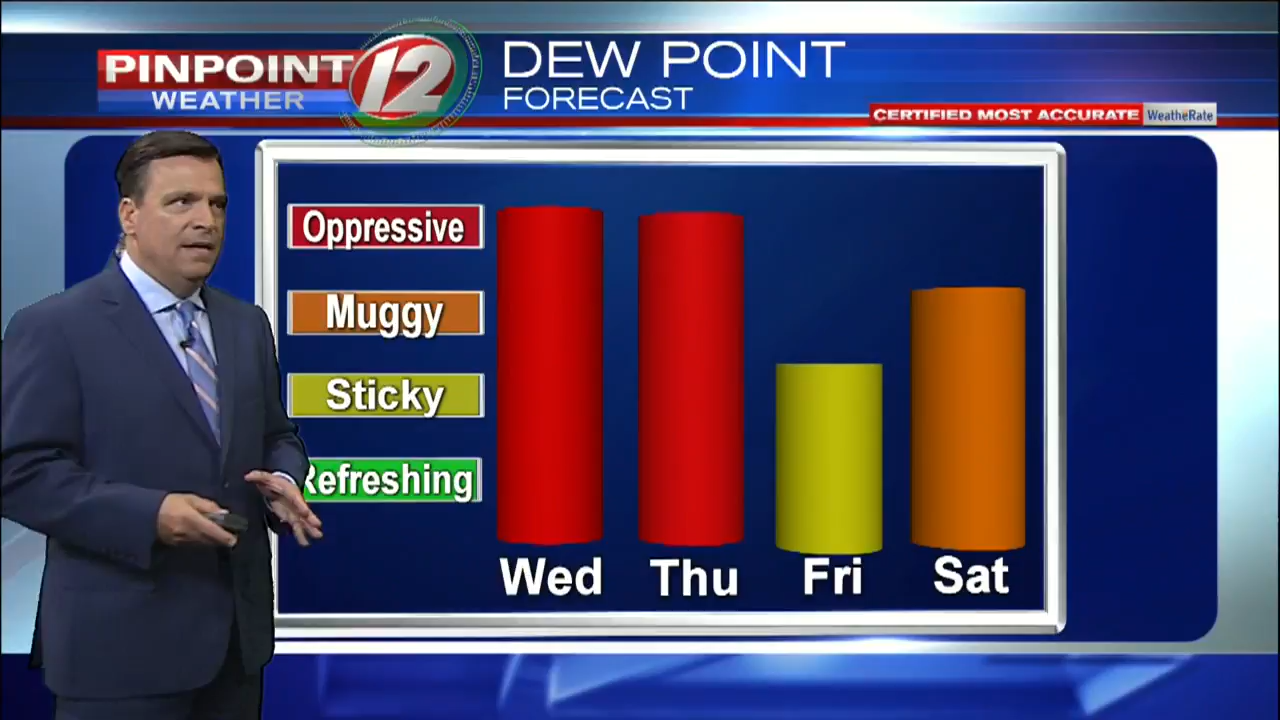 PINPOINT
WEATHER
12
DEW POINT
FORECAST
CERTIFIED MOST ACCURATE
WeatheRate
Oppressive
Muggy
Sticky
Refreshing
Wed Thu Fri Sat